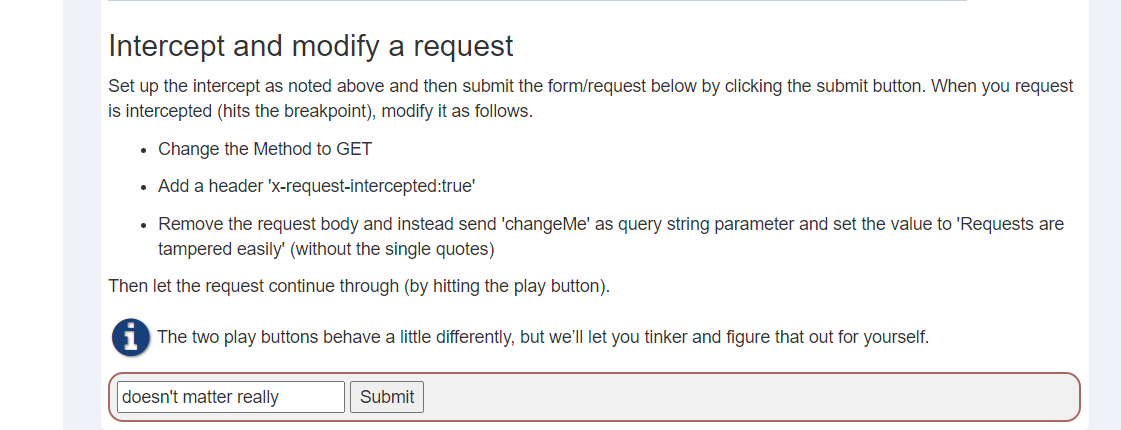 Intercept and modify a request
Set up the intercept as noted above and then submit the form/request below by clicking the submit button. When you request
is intercepted (hits the breakpoint), modify it as follows.
• Change the Method to GET
• Add a header 'x-request-intercepted:true'
• Remove the request body and instead send 'changeMe' as query string parameter and set the value to 'Requests are
tampered easily' (without the single quotes)
Then let the request continue through (by hitting the play button).
The two play buttons behave a little differently, but we'll let you tinker and figure that out for yourself.
doesn't matter really Submit